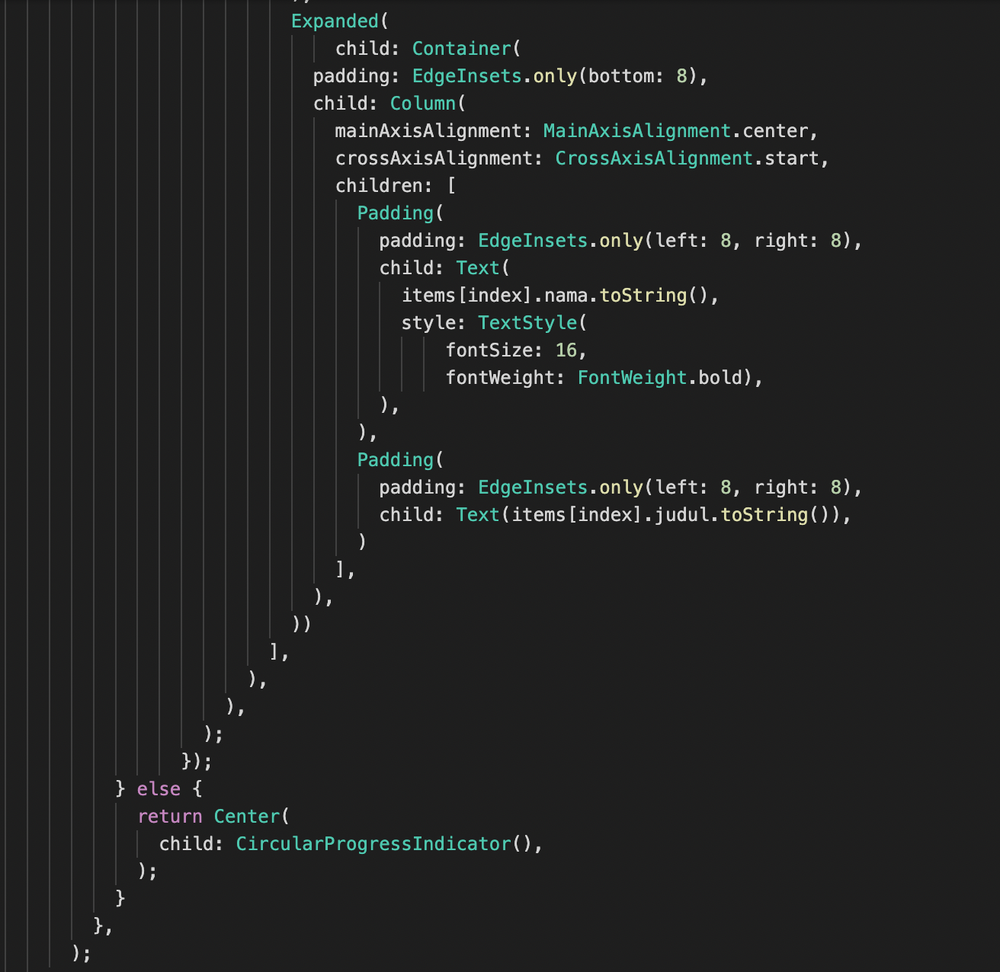 Expanded(
child: Container(
padding: EdgeInsets.only(bottom: 8),
child: Column(
mainAxisAlignment: MainAxisAlignment.center,
crossAxisAlignment: CrossAxisAlignment.start,
children: [
Padding(
padding: EdgeInsets.only(left: 8, right: 8),
child: Text(
items[index].nama.toString(),
style: TextStyle(
fontSize: 16,
fontWeight: FontWeight.bold),
),
),
Padding(
padding: EdgeInsets.only(left: 8, right: 8),
child: Text(items[index].judul.toString()),
)
],
),
))
],
),
),
);
});
} else {
return Center(
child: CircularProgressIndicator(),
);
}
},
);